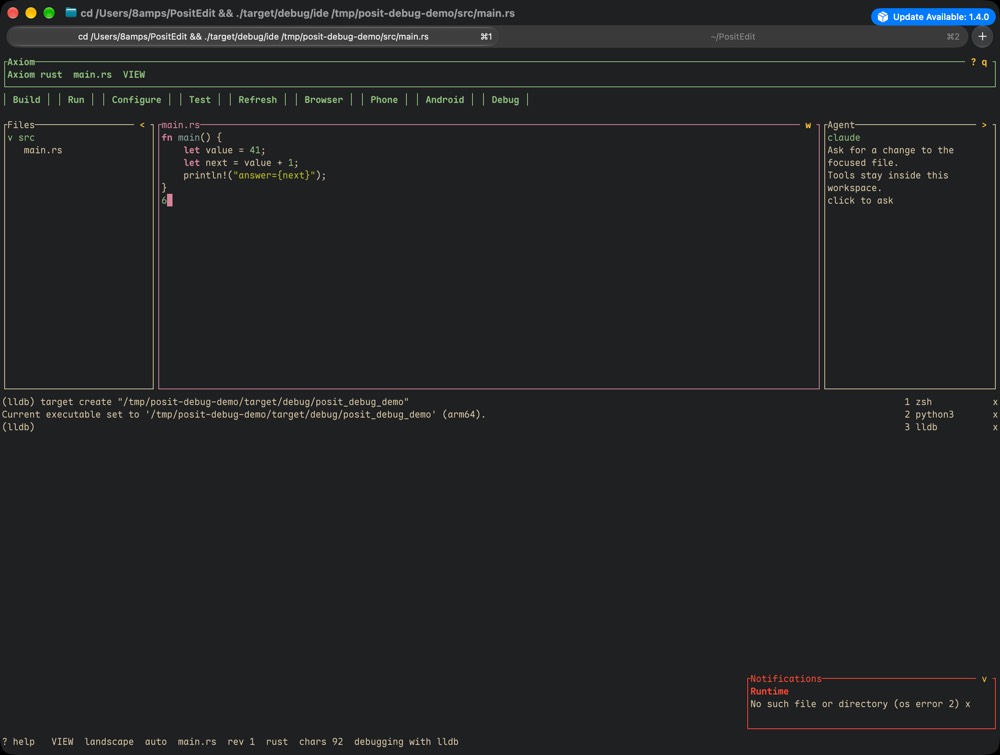 cd /Users/8amps/PositEdit && ./target/debug/ide /tmp/posit-debug-demo/src/main.rs
Update Available: 1.4.0
cd /Users/8amps/PositEdit && ./target/debug/ide /tmp/posit-debug-demo/src/main.rs ⌘1
~/PositEdit ⌘2 +
Axiom ? q
Axiom rust main.rs VIEW
Build | Run | Configure | Test | Refresh | Browser | Phone | Android | Debug
Files <
v src
main.rs
main.rs w
fn main() {
    let value = 41;
    let next = value + 1;
    println!("answer={next}");
}
6
Agent >
claude
Ask for a change to the
focused file.
Tools stay inside this
workspace.
click to ask
(lldb) target create "/tmp/posit-debug-demo/target/debug/posit_debug_demo"
Current executable set to '/tmp/posit-debug-demo/target/debug/posit_debug_demo' (arm64).
(lldb)
1 zsh x
2 python3 x
3 lldb x
Notifications v
Runtime
No such file or directory (os error 2) x
? help VIEW landscape auto main.rs rev 1 rust chars 92 debugging with lldb